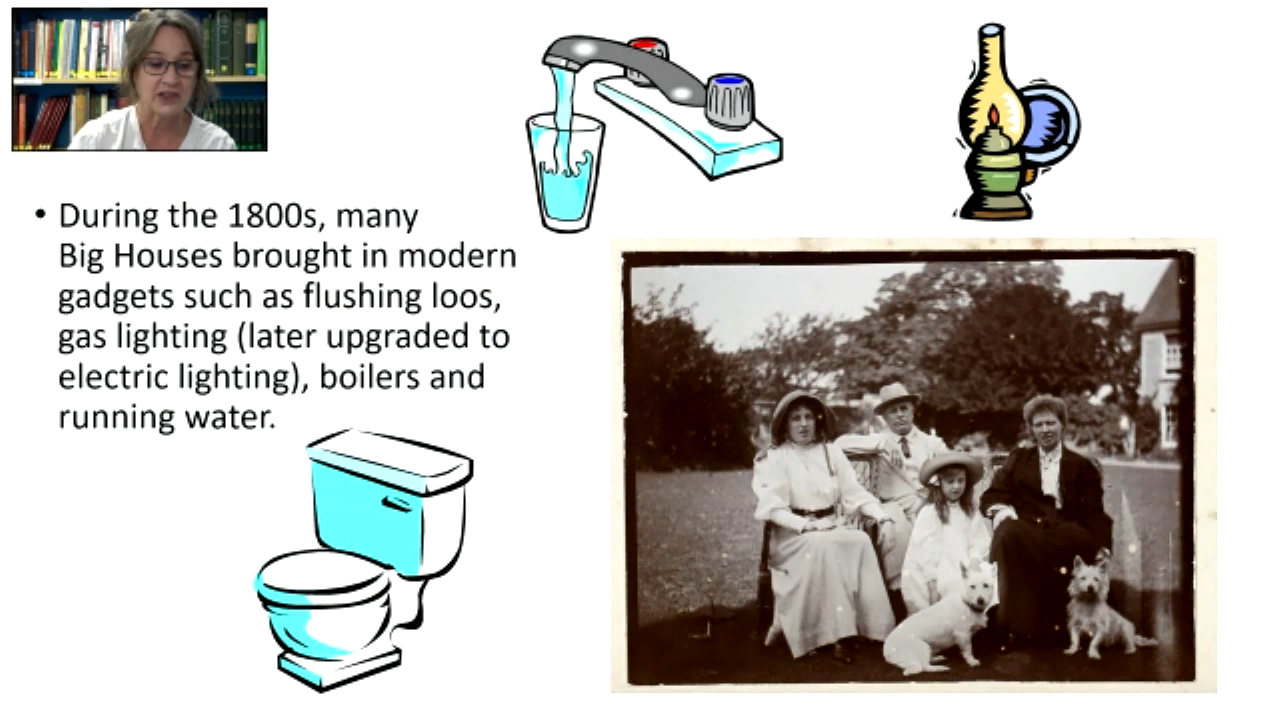 • During the 1800s, many
Big Houses brought in modern
gadgets such as flushing loos,
gas lighting (later upgraded to
electric lighting), boilers and
running water.